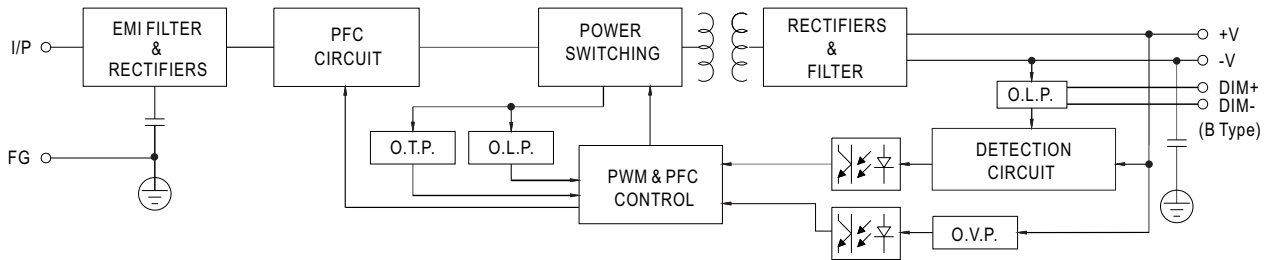 I/P
EMI FILTER
&
RECTIFIERS
PFC
CIRCUIT
POWER
SWITCHING
RECTIFIERS
&
FILTER
+V
-V
O.L.P.
DIM+
DIM-
(B Type)
FG
O.T.P.
O.L.P.
PWM & PFC
CONTROL
DETECTION
CIRCUIT
O.V.P.